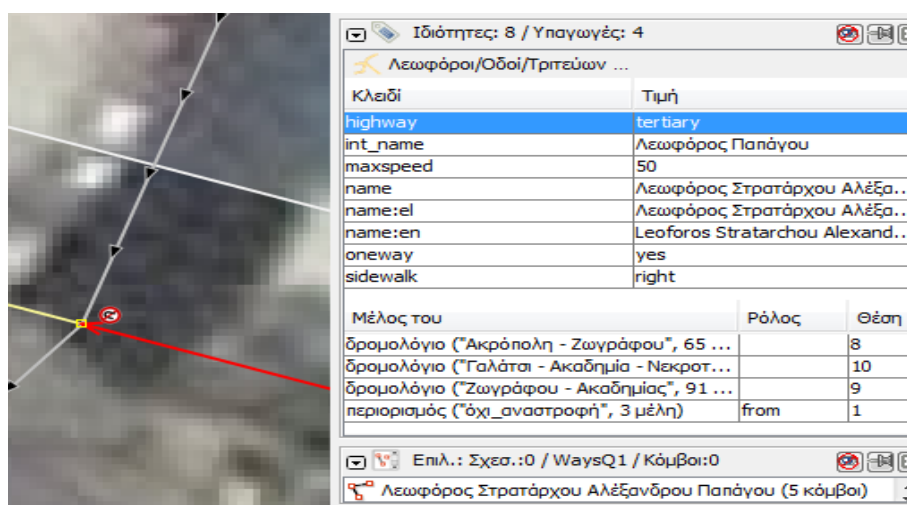 Ιδιότητες: 8 / Υπαγωγές: 4
Λεωφόροι/Οδοί/Τριτεύων ...
Κλειδί Τιμή
highway tertiary
int_name Λεωφόρος Παπάγου
maxspeed 50
name Λεωφόρος Στρατάρχου Αλέξα...
name:el Λεωφόρος Στρατάρχου Αλέξα...
name:en Leoforos Stratarchou Alexand...
oneway yes
sidewalk right
Μέλος του Ρόλος Θέση
δρομολόγιο ("Ακρόπολη - Ζωγράφου", 65 ... 8
δρομολόγιο ("Γαλάτσι - Ακαδημία - Νεκροτ... 10
δρομολόγιο ("Ζωγράφου - Ακαδημίας", 91 ... 9
περιορισμός ("όχι_αναστροφή", 3 μέλη) from 1
Επιλ.: Σχεσ.:0 / WaysQ1 / Κόμβοι:0
Λεωφόρος Στρατάρχου Αλέξανδρου Παπάγου (5 κόμβοι)